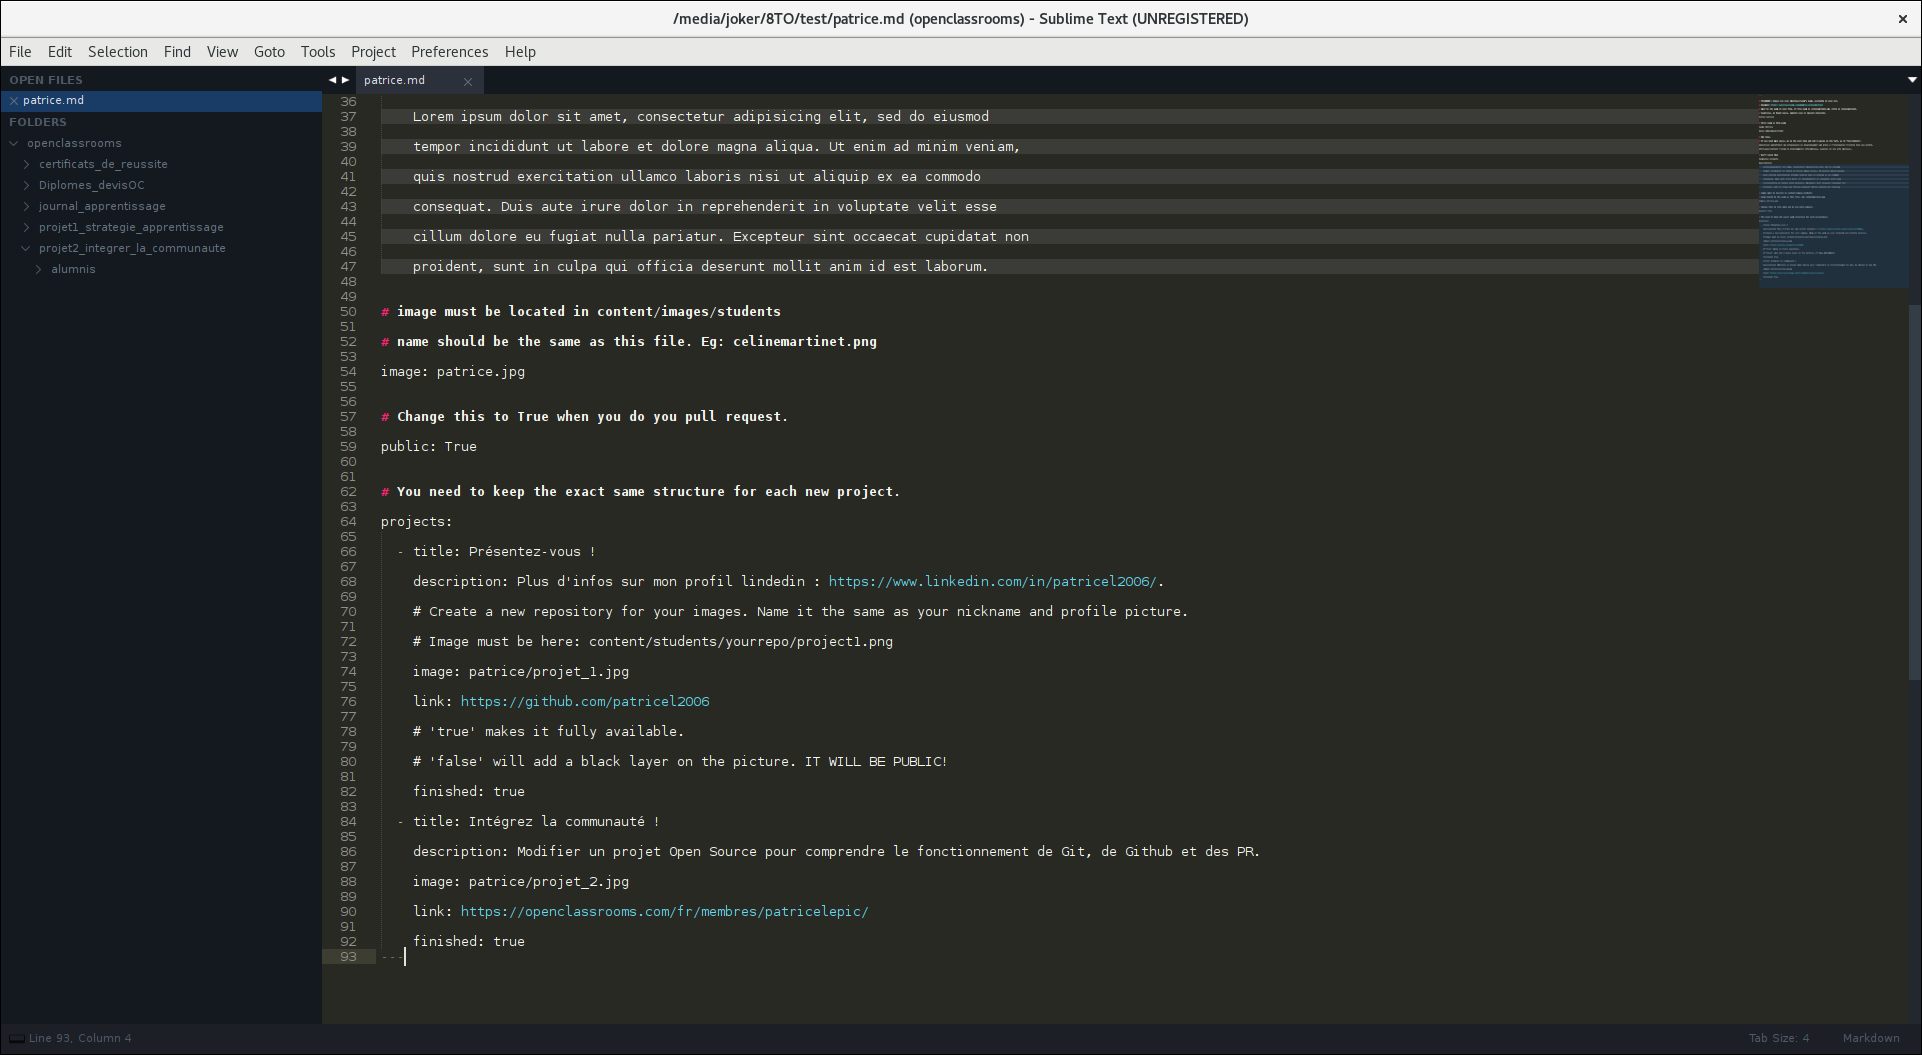 /media/joker/8TO/test/patrice.md (openclassrooms) - Sublime Text (UNREGISTERED)
File Edit Selection Find View Goto Tools Project Preferences Help
OPEN FILES
patrice.md
FOLDERS
openclassrooms
certificats_de_reussite
Diplomes_devisOC
journal_apprentissage
projet1_strategie_apprentissage
projet2_integrer_la_communaute
alumnis
patrice.md
36
37 Lorem ipsum dolor sit amet, consectetur adipisicing elit, sed do eiusmod
38
39 tempor incididunt ut labore et dolore magna aliqua. Ut enim ad minim veniam,
40
41 quis nostrud exercitation ullamco laboris nisi ut aliquip ex ea commodo
42
43 consequat. Duis aute irure dolor in reprehenderit in voluptate velit esse
44
45 cillum dolore eu fugiat nulla pariatur. Excepteur sint occaecat cupidatat non
46
47 proident, sunt in culpa qui officia deserunt mollit anim id est laborum.
48
49
50 # image must be located in content/images/students
51
52 # name should be the same as this file. Eg: celinemartinet.png
53
54 image: patrice.jpg
55
56
57 # Change this to True when you do you pull request.
58
59 public: True
60
61
62 # You need to keep the exact same structure for each new project.
63
64 projects:
65
66 - title: Présentez-vous !
67
68 description: Plus d'infos sur mon profil lindedin : https://www.linkedin.com/in/patricel2006/.
69
70 # Create a new repository for your images. Name it the same as your nickname and profile picture.
71
72 # Image must be here: content/students/yourrepo/project1.png
73
74 image: patrice/projet_1.jpg
75
76 link: https://github.com/patricel2006
77
78 # 'true' makes it fully available.
79
80 # 'false' will add a black layer on the picture. IT WILL BE PUBLIC!
81
82 finished: true
83
84 - title: Intégrez la communauté !
85
86 description: Modifier un projet Open Source pour comprendre le fonctionnement de Git, de Github et des PR.
87
88 image: patrice/projet_2.jpg
89
90 link: https://openclassrooms.com/fr/membres/patricelepic/
91
92 finished: true
93 ---
Line 93, Column 4
Tab Size: 4
Markdown